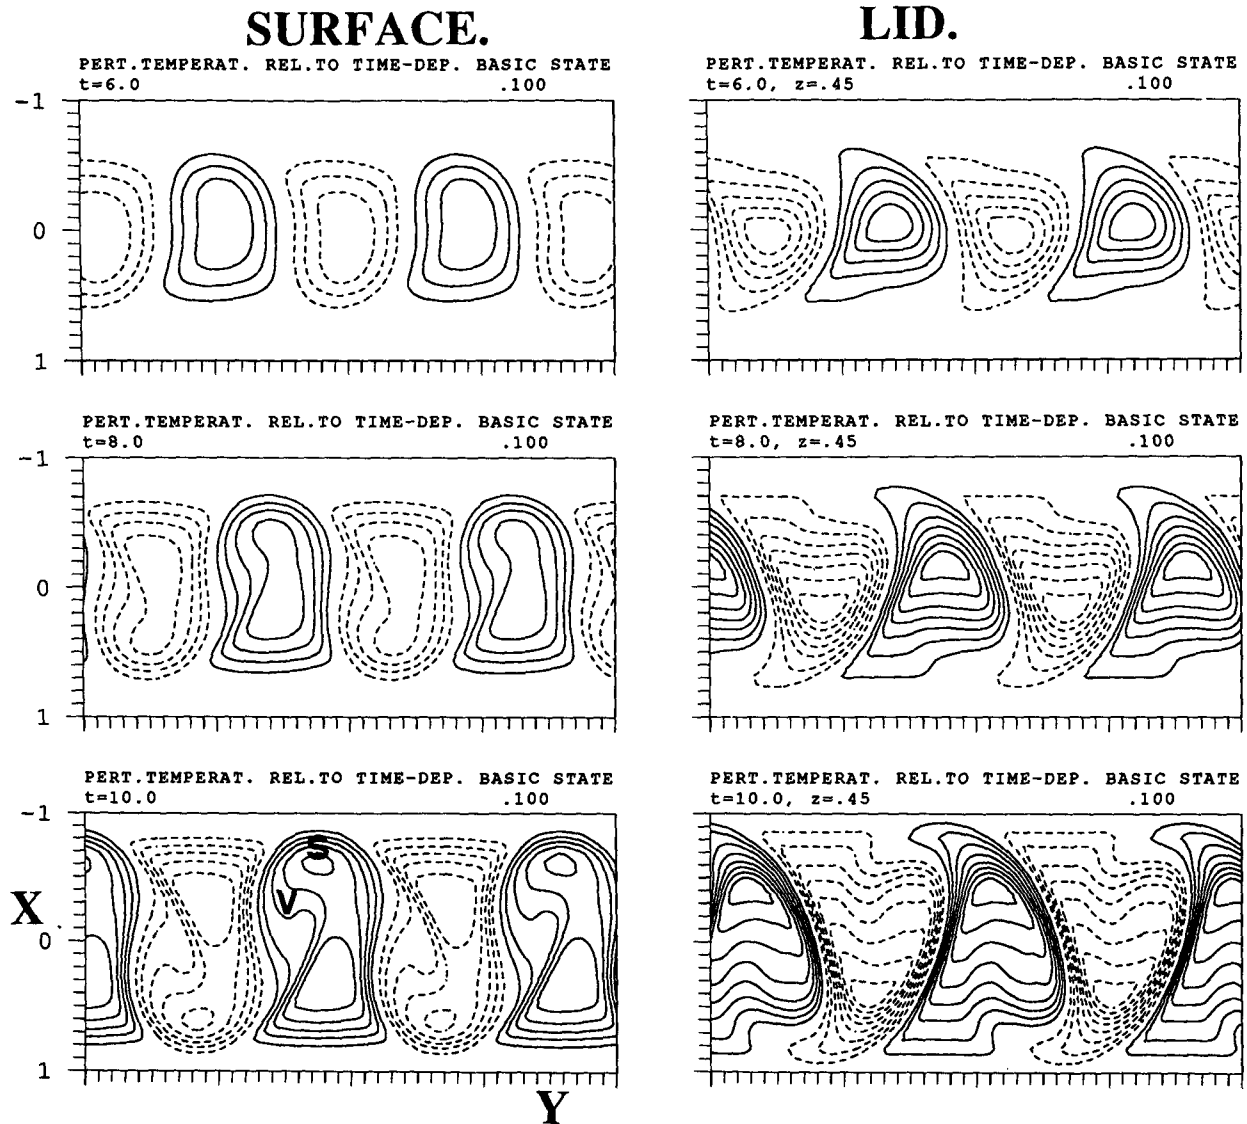 SURFACE. LID.
PERT.TEMPERAT. REL.TO TIME-DEP. BASIC STATE
t=6.0 .100
-1
0
1
PERT.TEMPERAT. REL.TO TIME-DEP. BASIC STATE
t=6.0, z=.45 .100
PERT.TEMPERAT. REL.TO TIME-DEP. BASIC STATE
t=8.0 .100
-1
0
1
PERT.TEMPERAT. REL.TO TIME-DEP. BASIC STATE
t=8.0, z=.45 .100
PERT.TEMPERAT. REL.TO TIME-DEP. BASIC STATE
t=10.0 .100
-1
S
V
X
0
1
Y
PERT.TEMPERAT. REL.TO TIME-DEP. BASIC STATE
t=10.0, z=.45 .100